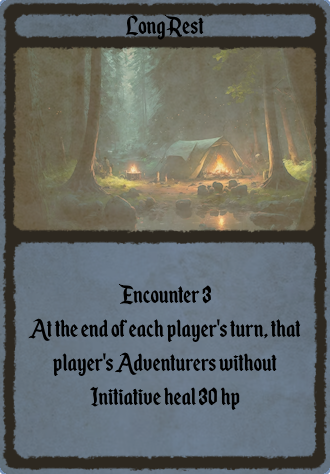 Long Rest
Encounter 3
At the end of each player's turn, that
player's Adventurers without
Initiative heal 30 hp